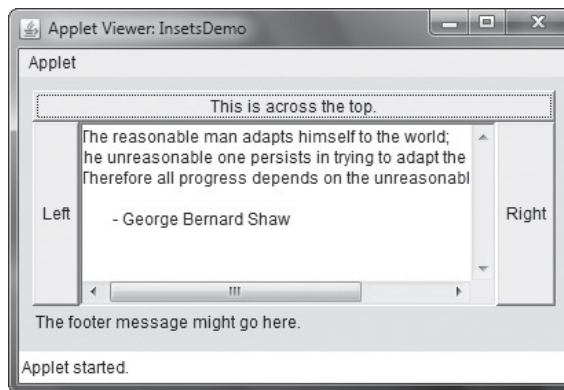 Applet Viewer: InsetsDemo
Applet
This is across the top.
The reasonable man adapts himself to the world;
he unreasonable one persists in trying to adapt the
Therefore all progress depends on the unreasonabl
- George Bernard Shaw
Left
Right
The footer message might go here.
Applet started.